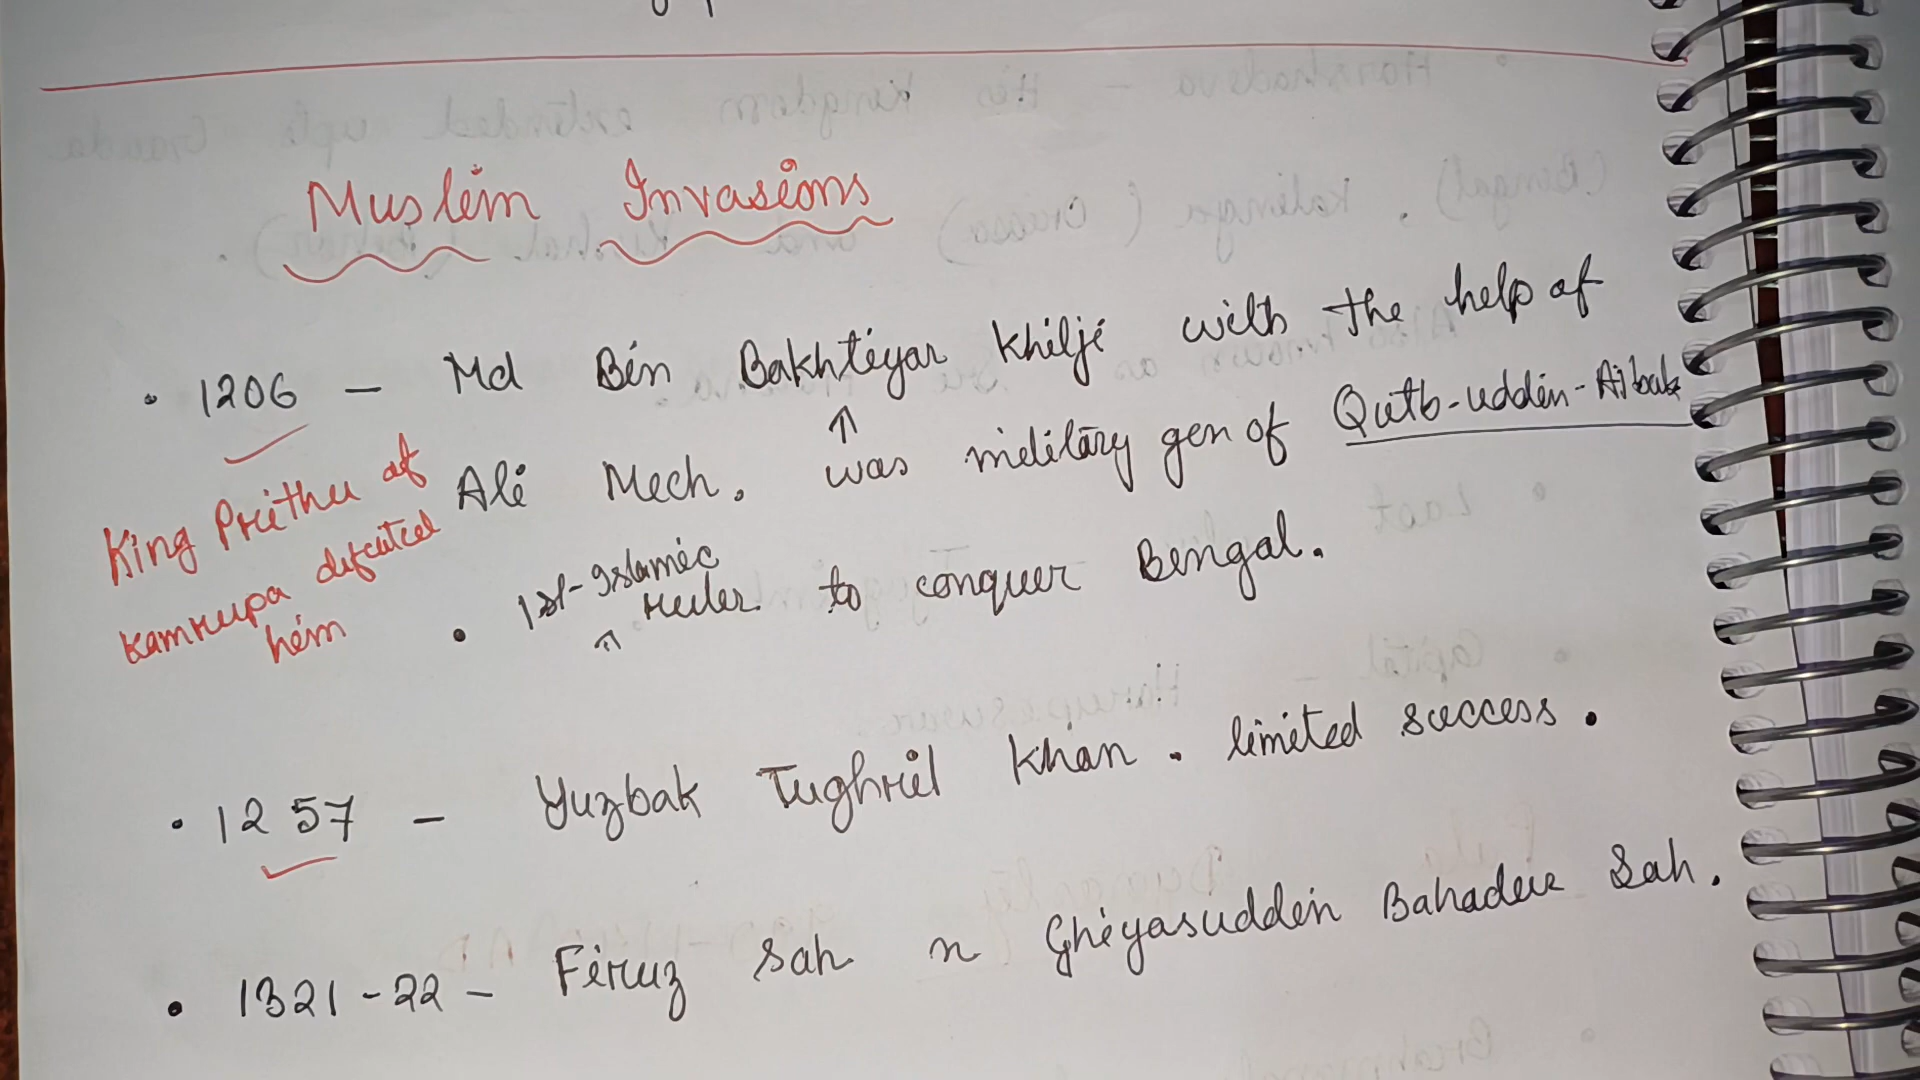 Muslim Invasions
• 1206 - Md Bin Bakhtiyar Khilji with the help of
Ali Mech. ↑ was military gen of Qutb-uddin-Aibak
King Prithu of
Kamrupa defeated
him
• 1st-Islamic ruler to conquer Bengal.
• 1257 - Yuzbak Tughril Khan. limited success.
• 1321-22 - Firuz Sah n Ghiyasuddin Bahadur Sah.